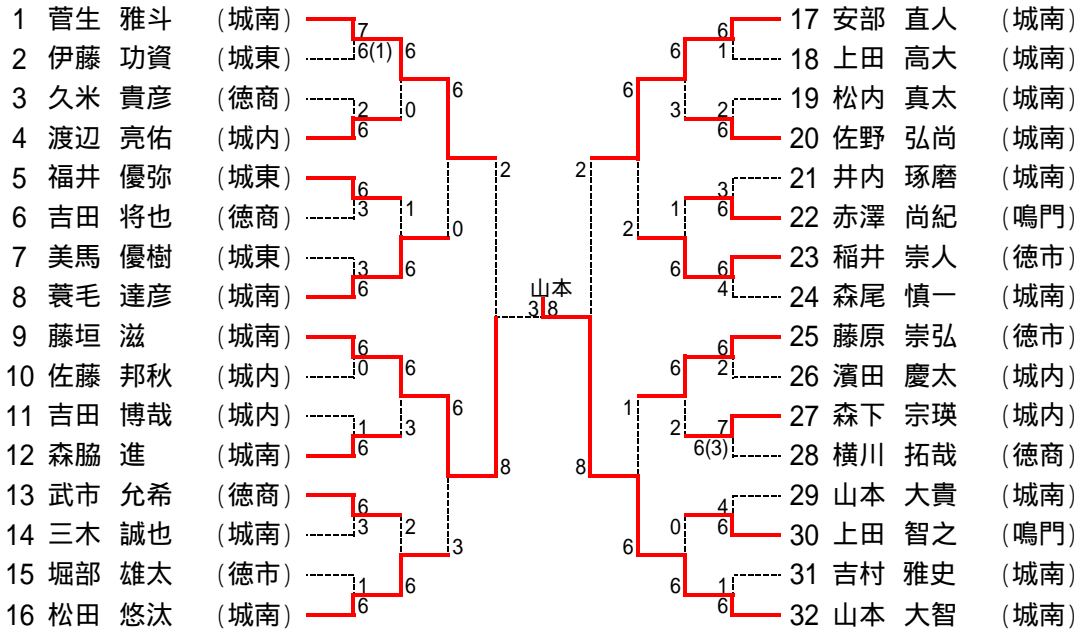 1 菅生 雅斗 (城南)
2 伊藤 功資 (城東)
3 久米 貴彦 (徳商)
4 渡辺 亮佑 (城内)
5 福井 優弥 (城東)
6 吉田 将也 (徳商)
7 美馬 優樹 (城東)
8 蓑毛 達彦 (城南)
9 藤垣 滋 (城南)
10 佐藤 邦秋 (城内)
11 吉田 博哉 (城内)
12 森脇 進 (城南)
13 武市 允希 (徳商)
14 三木 誠也 (城南)
15 堀部 雄太 (徳市)
16 松田 悠汰 (城南)
7
6(1)
2
6
6
3
3
6
6
0
1
6
6
3
1
6
6
0
1
6
6
3
2
6
6
0
6
3
2
8
山本
3 8
2
8
6
2
1
6
6
3
1
6
6
2
0
6
6
1
2
6
3
6
6
4
6
2
7
6(3)
4
6
1
6
17 安部 直人 (城南)
18 上田 高大 (城南)
19 松内 真太 (城南)
20 佐野 弘尚 (城南)
21 井内 琢磨 (城南)
22 赤澤 尚紀 (鳴門)
23 稲井 崇人 (徳市)
24 森尾 慎一 (城南)
25 藤原 崇弘 (徳市)
26 濱田 慶太 (城内)
27 森下 宗瑛 (城内)
28 横川 拓哉 (徳商)
29 山本 大貴 (城南)
30 上田 智之 (鳴門)
31 吉村 雅史 (城南)
32 山本 大智 (城南)